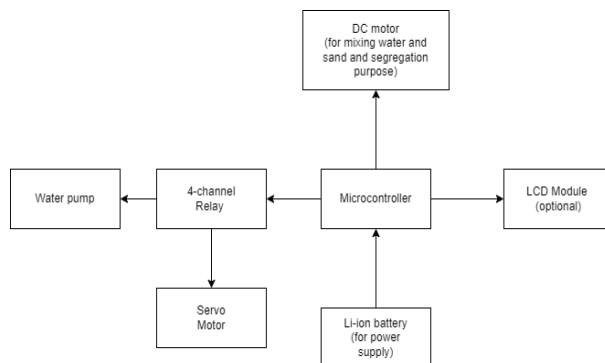 DC motor
(for mixing water and
sand and segregation
purpose)
Water pump
4-channel
Relay
Microcontroller
LCD Module
(optional)
Servo
Motor
Li-ion battery
(for power
supply)